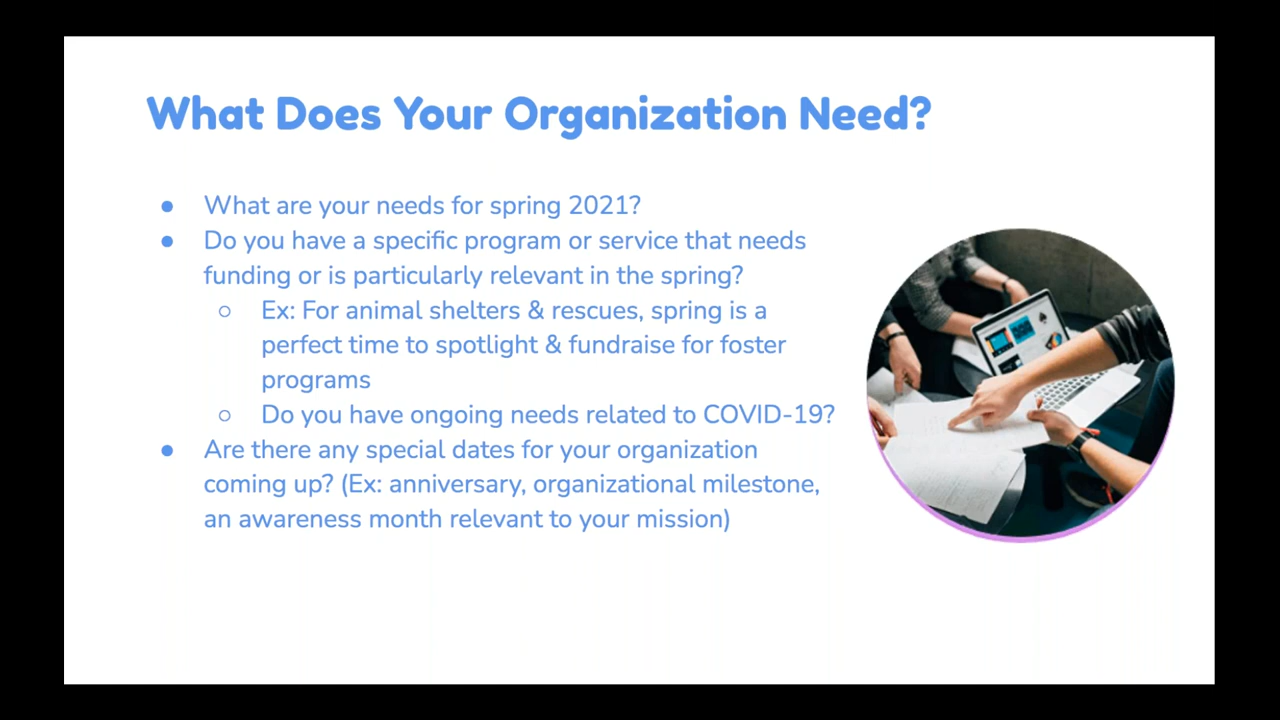 What Does Your Organization Need?
● What are your needs for spring 2021?
● Do you have a specific program or service that needs
funding or is particularly relevant in the spring?
○ Ex: For animal shelters & rescues, spring is a
perfect time to spotlight & fundraise for foster
programs
○ Do you have ongoing needs related to COVID-19?
● Are there any special dates for your organization
coming up? (Ex: anniversary, organizational milestone,
an awareness month relevant to your mission)